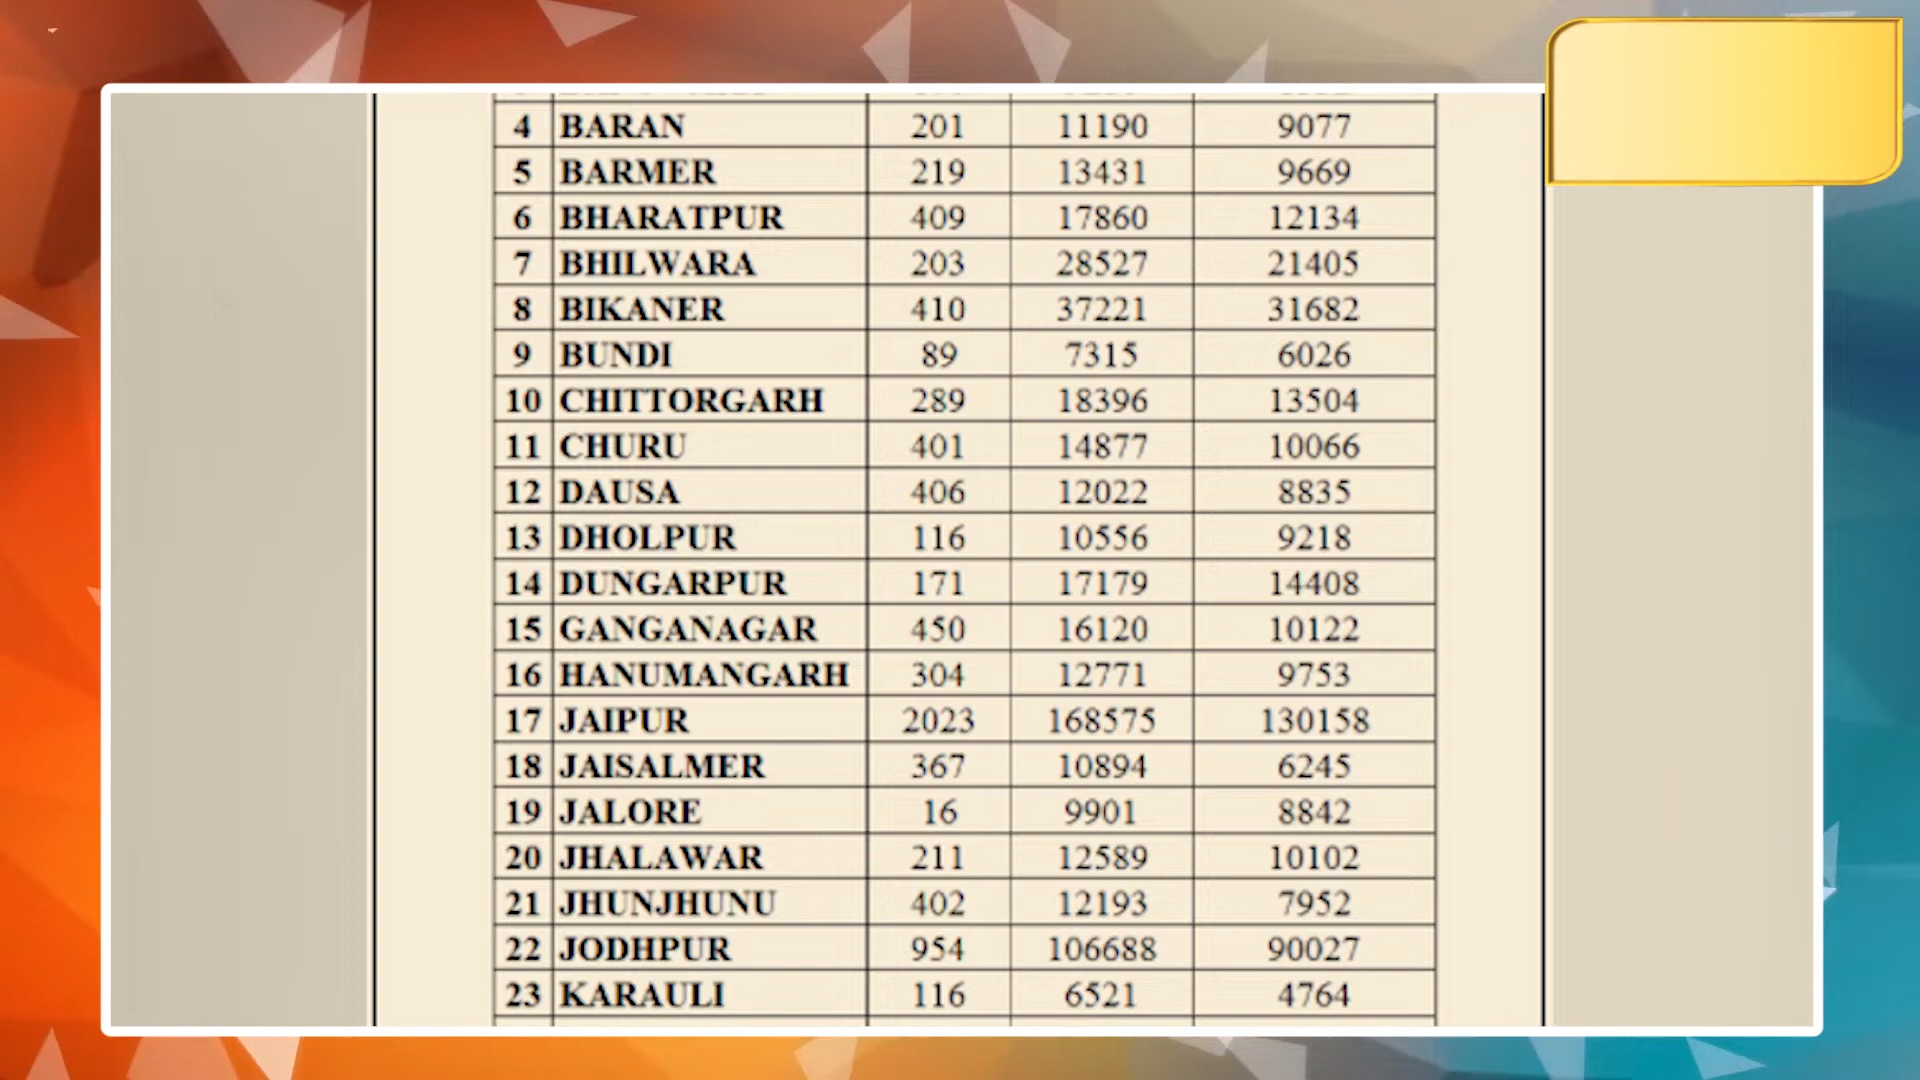 4 BARAN 201 11190 9077
5 BARMER 219 13431 9669
6 BHARATPUR 409 17860 12134
7 BHILWARA 203 28527 21405
8 BIKANER 410 37221 31682
9 BUNDI 89 7315 6026
10 CHITTORGARH 289 18396 13504
11 CHURU 401 14877 10066
12 DAUSA 406 12022 8835
13 DHOLPUR 116 10556 9218
14 DUNGARPUR 171 17179 14408
15 GANGANAGAR 450 16120 10122
16 HANUMANGARH 304 12771 9753
17 JAIPUR 2023 168575 130158
18 JAISALMER 367 10894 6245
19 JALORE 16 9901 8842
20 JHALAWAR 211 12589 10102
21 JHUNJHUNU 402 12193 7952
22 JODHPUR 954 106688 90027
23 KARAULI 116 6521 4764